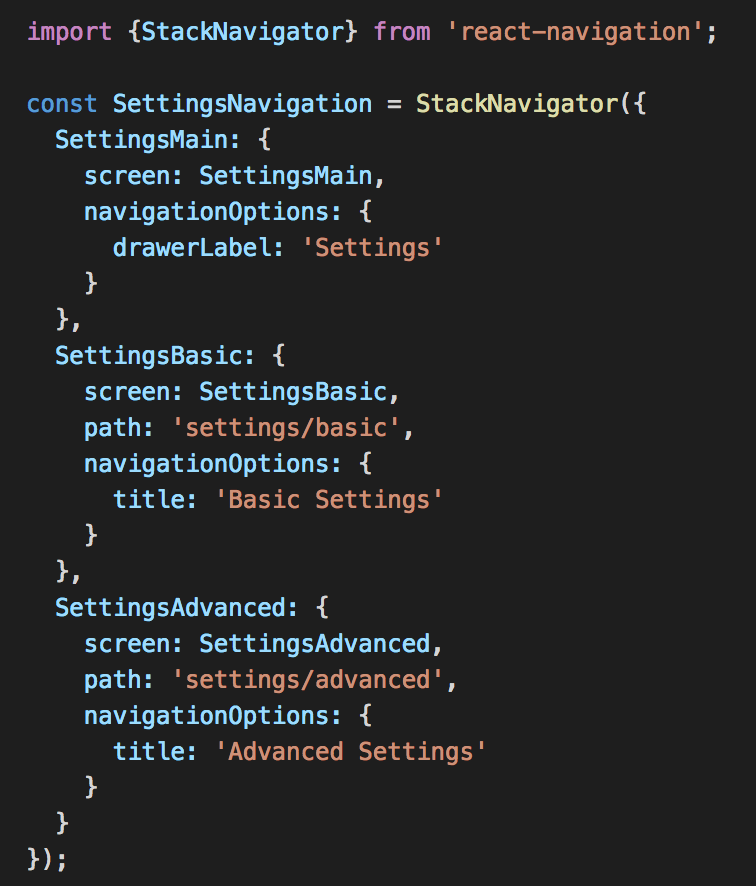 import {StackNavigator} from 'react-navigation';

const SettingsNavigation = StackNavigator({
  SettingsMain: {
    screen: SettingsMain,
    navigationOptions: {
      drawerLabel: 'Settings'
    }
  },
  SettingsBasic: {
    screen: SettingsBasic,
    path: 'settings/basic',
    navigationOptions: {
      title: 'Basic Settings'
    }
  },
  SettingsAdvanced: {
    screen: SettingsAdvanced,
    path: 'settings/advanced',
    navigationOptions: {
      title: 'Advanced Settings'
    }
  }
});